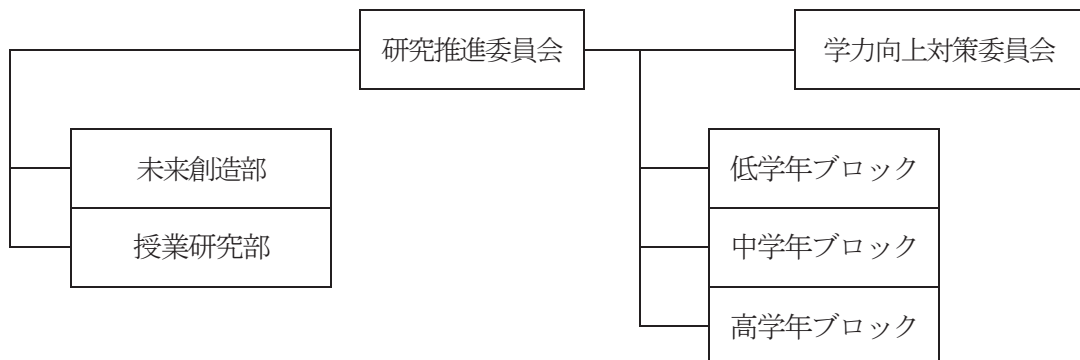 研究推進委員会
学力向上対策委員会
未来創造部
授業研究部
低学年ブロック
中学年ブロック
高学年ブロック